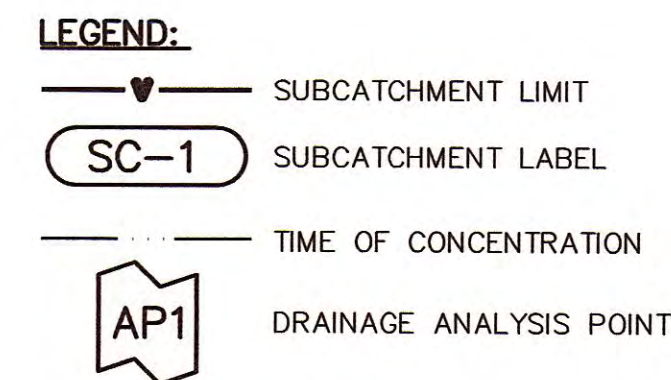 LEGEND:
SUBCATCHMENT LIMIT
SC-1 SUBCATCHMENT LABEL
TIME OF CONCENTRATION
AP1 DRAINAGE ANALYSIS POINT